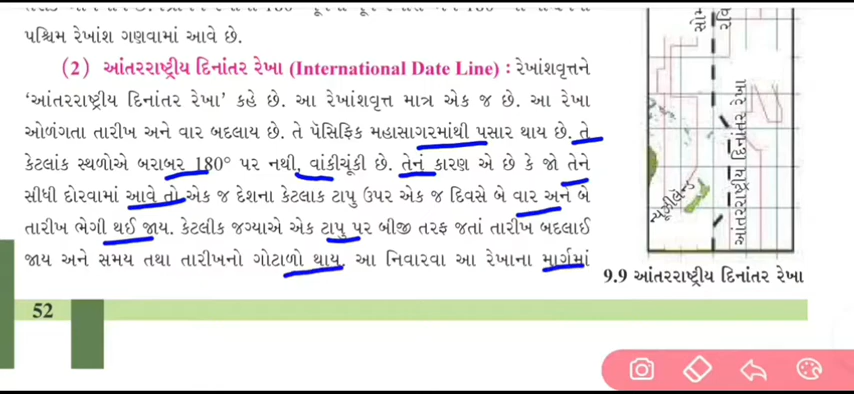 પશ્ચિમ રેખાંશ ગણવામાં આવે છે.
(2) આંતરરાષ્ટ્રીય દિનાંતર રેખા (International Date Line) : રેખાંશવૃત્તને
‘આંતરરાષ્ટ્રીય દિનાંતર રેખા’ કહે છે. આ રેખાંશવૃત્ત માત્ર એક જ છે. આ રેખા
ઓળંગતા તારીખ અને વાર બદલાય છે. તે પૅસિફિક મહાસાગરમાંથી પસાર થાય છે. તે
કેટલાંક સ્થળોએ બરાબર 180° પર નથી, વાંકીચૂંકી છે. તેનું કારણ એ છે કે જો તેને
સીધી દોરવામાં આવે તો એક જ દેશના કેટલાક ટાપુ ઉપર એક જ દિવસે બે વાર અને બે
તારીખ ભેગી થઈ જાય. કેટલીક જગ્યાએ એક ટાપુ પર બીજી તરફ જતાં તારીખ બદલાઈ
જાય અને સમય તથા તારીખનો ગોટાળો થાય. આ નિવારવા આ રેખાના માર્ગમાં
52
સોમ
રવિ
આંતરરાષ્ટ્રીય દિનાંતર રેખા
ન્યૂઝીલૅન્ડ
9.9 આંતરરાષ્ટ્રીય દિનાંતર રેખા